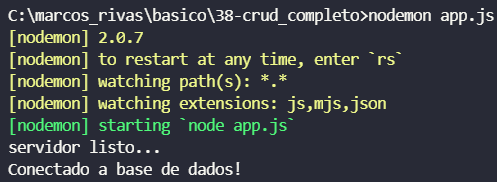 C:\marcos_rivas\basico\38-crud_completo>nodemon app.js
[nodemon] 2.0.7
[nodemon] to restart at any time, enter `rs`
[nodemon] watching path(s): *.*
[nodemon] watching extensions: js,mjs,json
[nodemon] starting `node app.js`
servidor listo...
Conectado a base de dados!